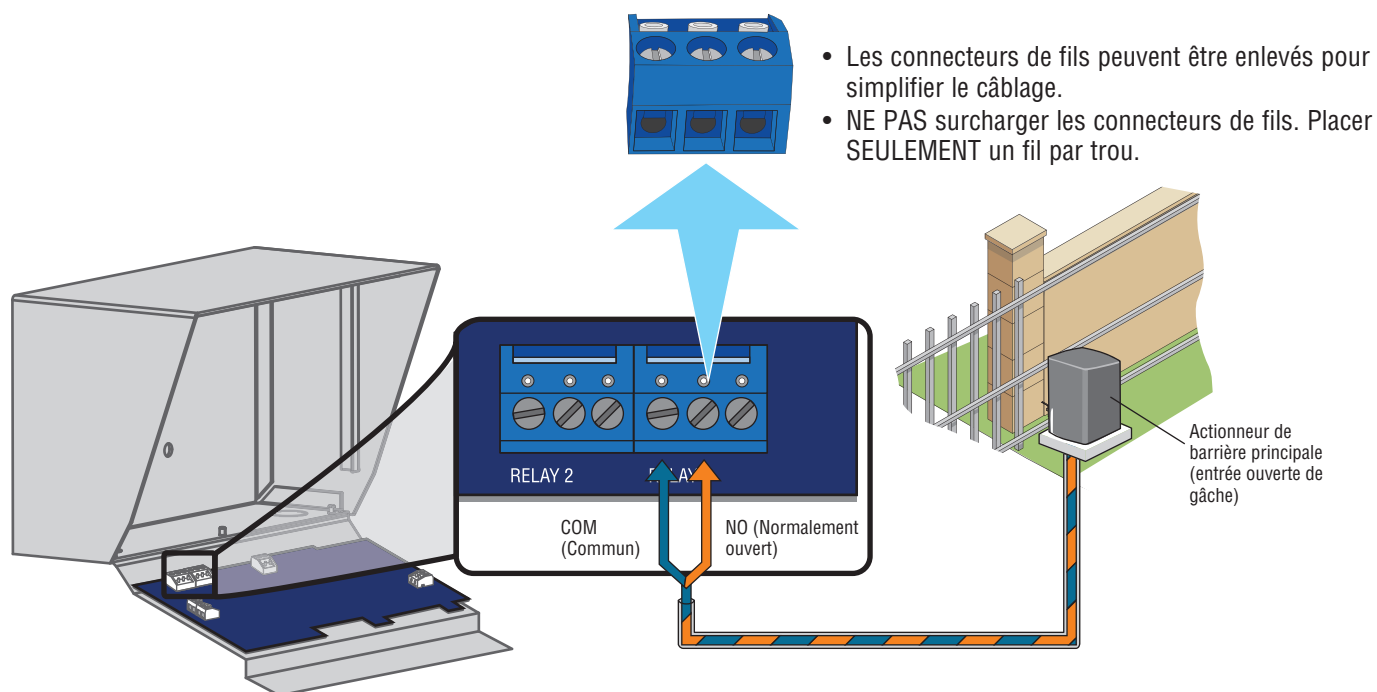 • Les connecteurs de fils peuvent être enlevés pour
simplifier le câblage.
• NE PAS surcharger les connecteurs de fils. Placer
SEULEMENT un fil par trou.
RELAY 2
COM
(Commun)
NO (Normalement
ouvert)
Actionneur de
barrière principale
(entrée ouverte de
gâche)